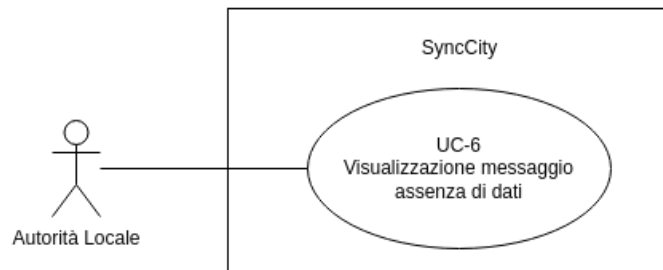 SyncCity
UC-6
Visualizzazione messaggio
assenza di dati
Autorità Locale